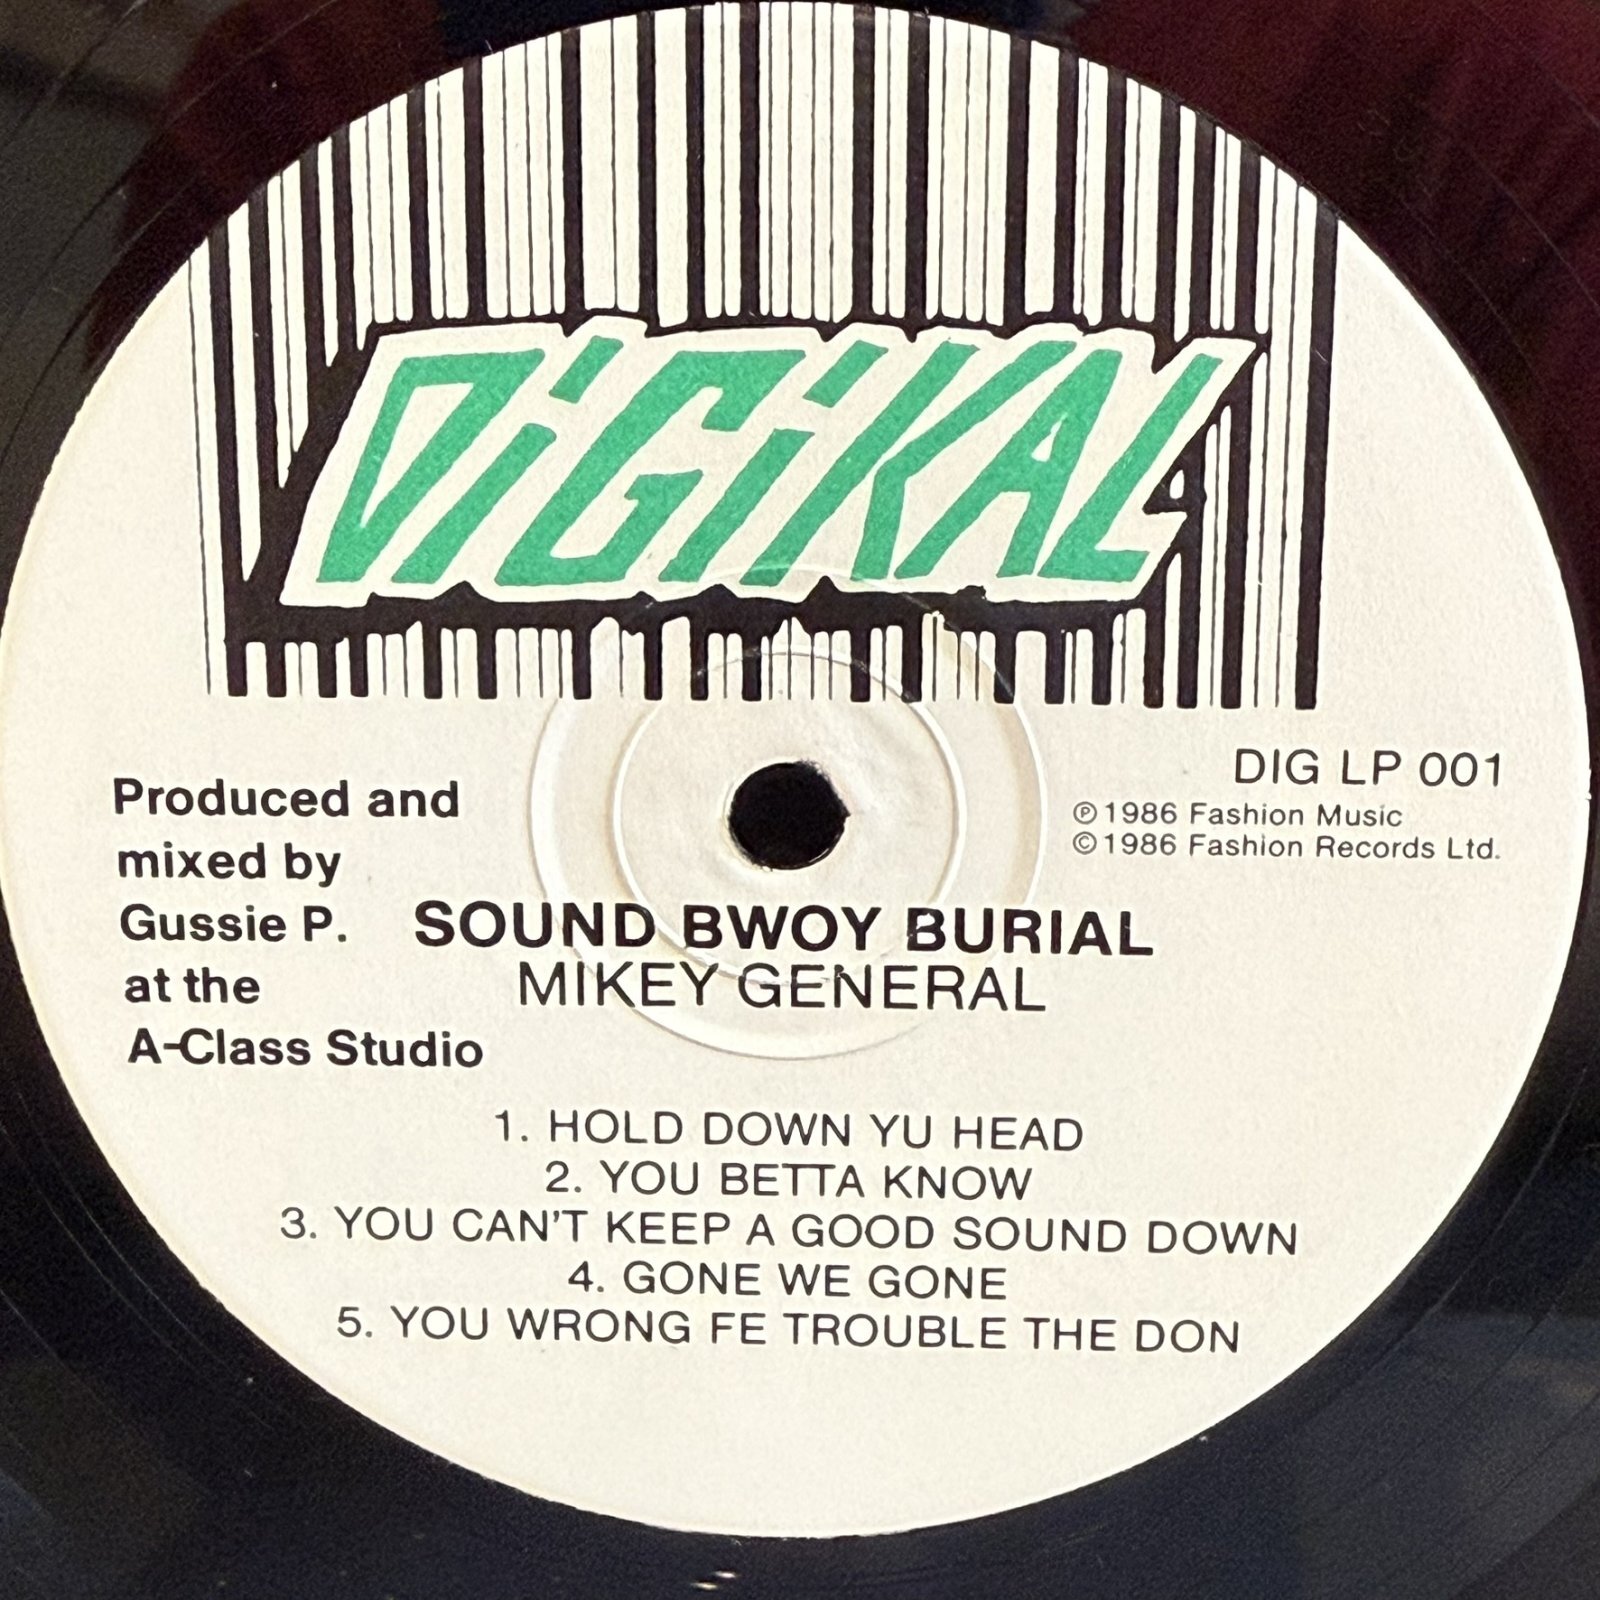 DiGiKAL
DIG LP 001
℗ 1986 Fashion Music
© 1986 Fashion Records Ltd.
Produced and
mixed by
Gussie P.
at the
A-Class Studio
SOUND BWOY BURIAL
MIKEY GENERAL
1. HOLD DOWN YU HEAD
2. YOU BETTA KNOW
3. YOU CAN'T KEEP A GOOD SOUND DOWN
4. GONE WE GONE
5. YOU WRONG FE TROUBLE THE DON